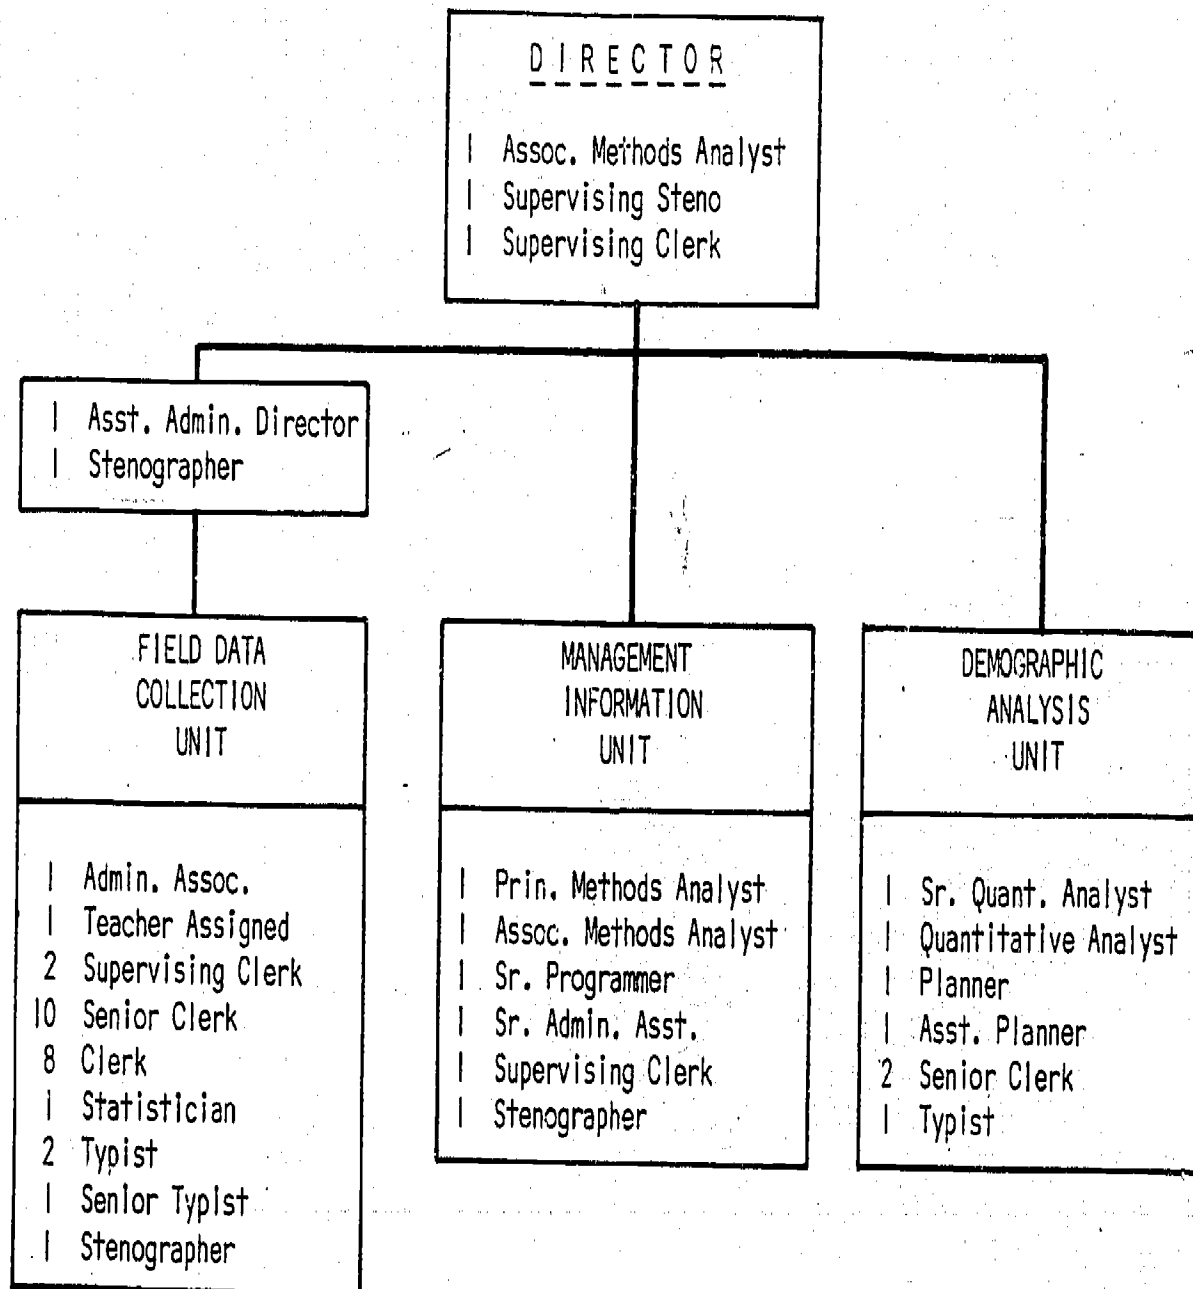 DIRECTOR
1 Assoc. Methods Analyst
1 Supervising Steno
1 Supervising Clerk
1 Asst. Admin. Director
1 Stenographer
FIELD DATA
COLLECTION
UNIT
1 Admin. Assoc.
1 Teacher Assigned
2 Supervising Clerk
10 Senior Clerk
8 Clerk
1 Statistician
2 Typist
1 Senior Typist
1 Stenographer
MANAGEMENT
INFORMATION
UNIT
1 Prin. Methods Analyst
1 Assoc. Methods Analyst
1 Sr. Programmer
1 Sr. Admin. Asst.
1 Supervising Clerk
1 Stenographer
DEMOGRAPHIC
ANALYSIS
UNIT
1 Sr. Quant. Analyst
1 Quantitative Analyst
1 Planner
1 Asst. Planner
2 Senior Clerk
1 Typist